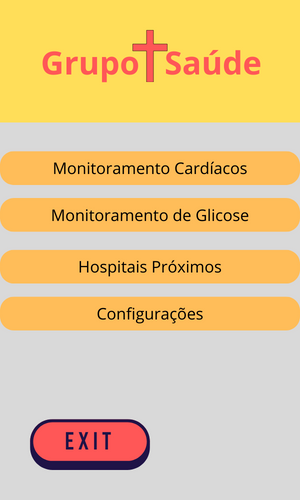 Grupo Saúde
Monitoramento Cardíacos
Monitoramento de Glicose
Hospitais Próximos
Configurações
EXIT